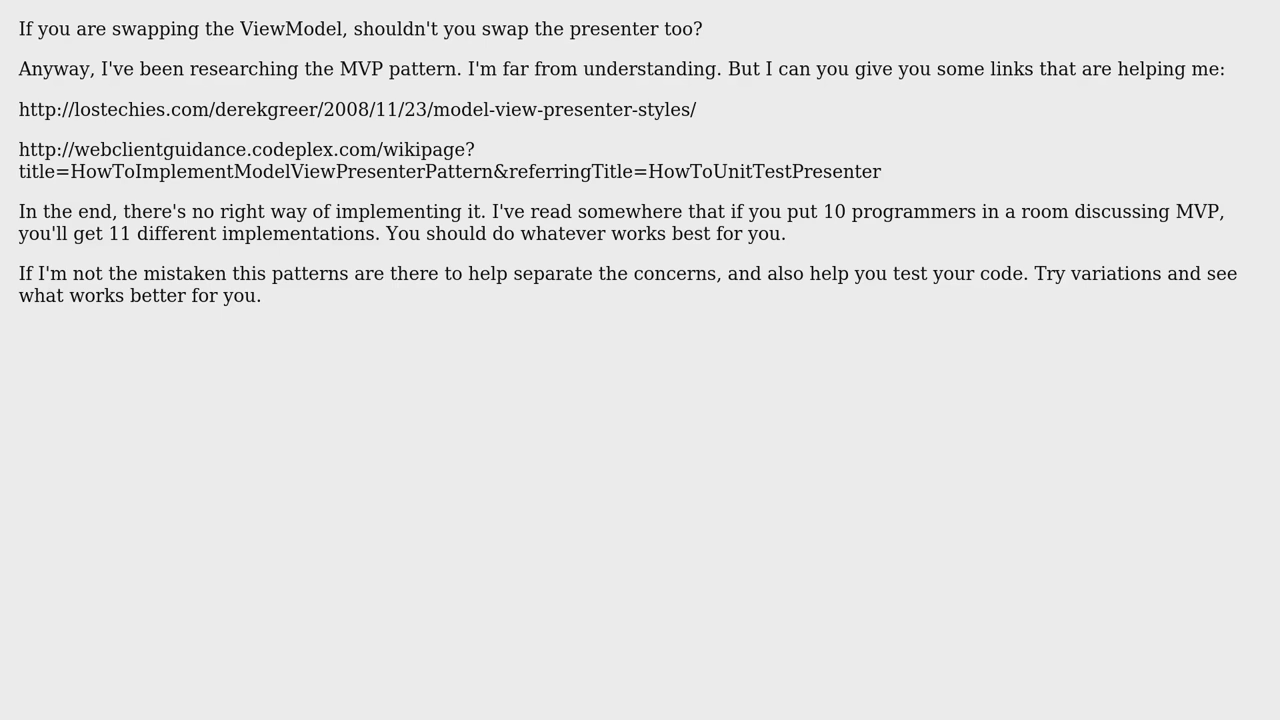 If you are swapping the ViewModel, shouldn't you swap the presenter too?
Anyway, I've been researching the MVP pattern. I'm far from understanding. But I can you give you some links that are helping me:
http://lostechies.com/derekgreer/2008/11/23/model-view-presenter-styles/
http://webclientguidance.codeplex.com/wikipage?
title=HowToImplementModelViewPresenterPattern&referringTitle=HowToUnitTestPresenter
In the end, there's no right way of implementing it. I've read somewhere that if you put 10 programmers in a room discussing MVP,
you'll get 11 different implementations. You should do whatever works best for you.
If I'm not the mistaken this patterns are there to help separate the concerns, and also help you test your code. Try variations and see
what works better for you.